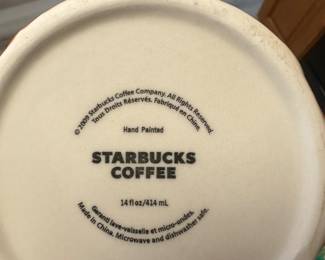 © 2009 Starbucks Coffee Company. All Rights Reserved.
Tous Droits Réservés. Fabriqué en Chine.
Hand Painted
STARBUCKS
COFFEE
14 fl oz/414 mL
Garanti lave-vaisselle et micro-ondes.
Made in China. Microwave and dishwasher safe.